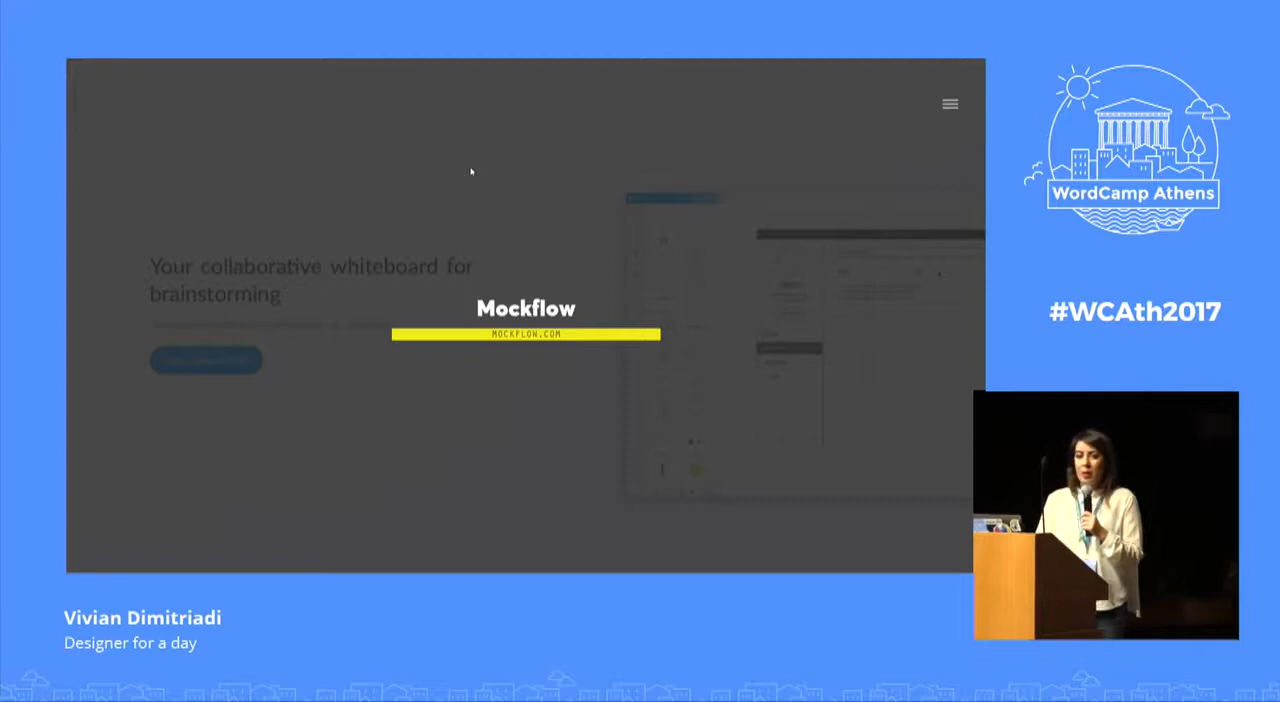 Your collaborative whiteboard for
brainstorming
Mockflow
MOCKFLOW.COM
WordCamp Athens
#WCAth2017
Vivian Dimitriadi
Designer for a day